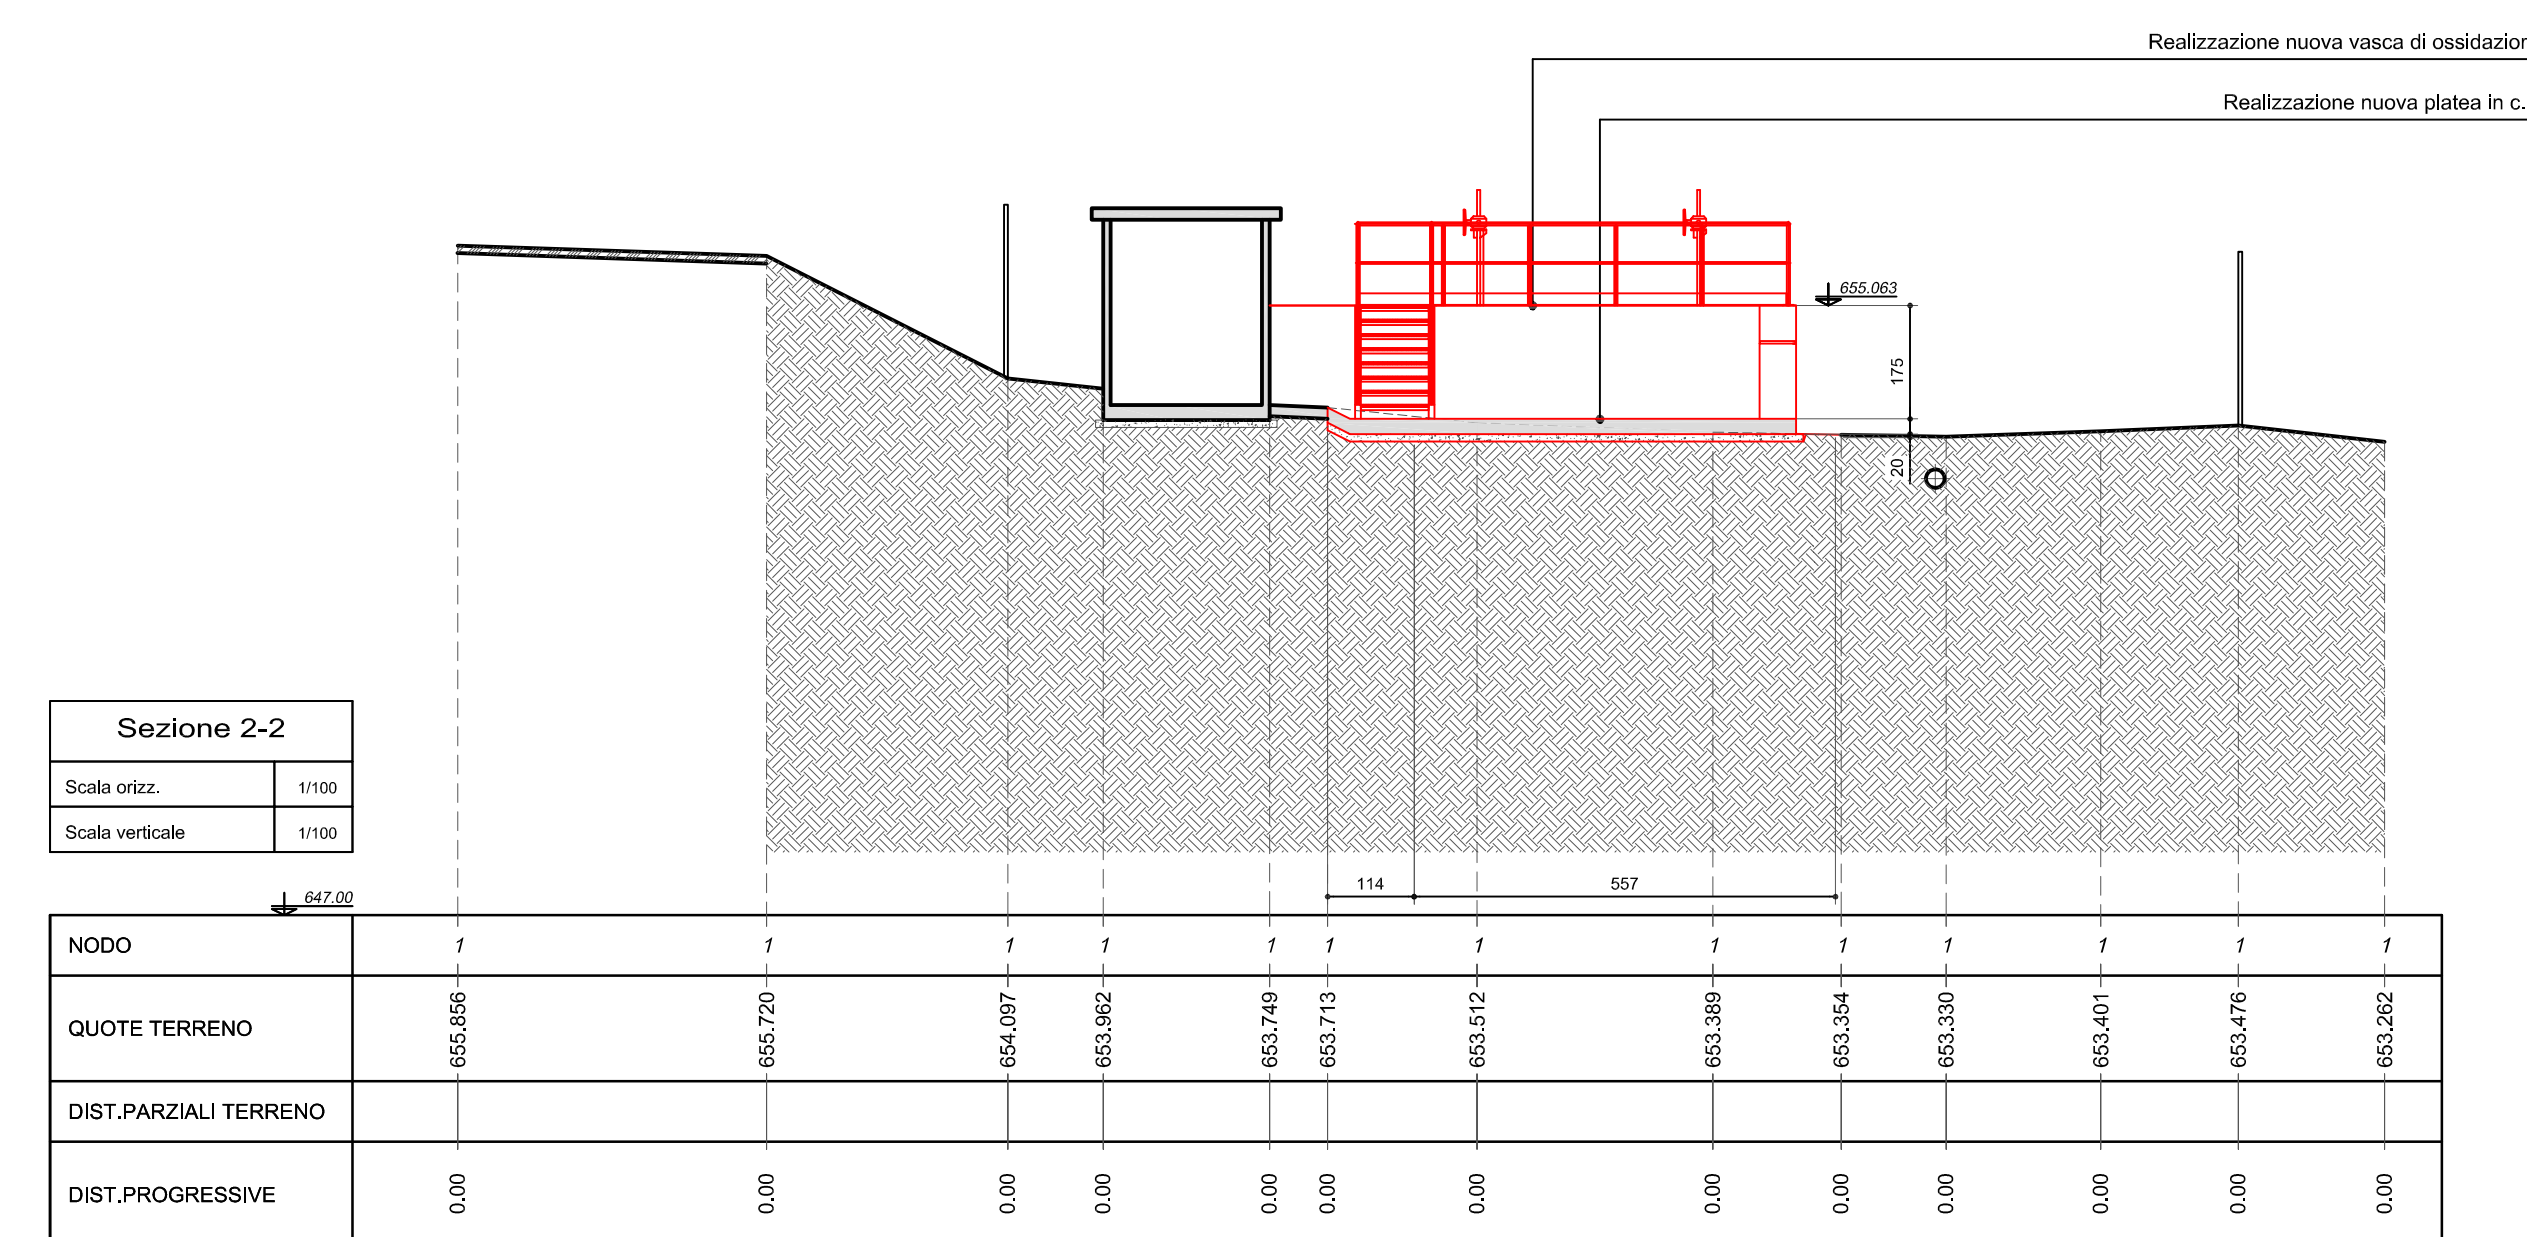 Realizzazione nuova vasca di ossidazion
Realizzazione nuova platea in c.
655.063
175
20
Sezione 2-2
Scala orizz. 1/100
Scala verticale 1/100
114 557
647.00
NODO 1 1 1 1 1 1 1 1 1 1 1 1 1
QUOTE TERRENO 655.856 655.720 654.097 653.962 653.749 653.713 653.512 653.389 653.354 653.330 653.401 653.476 653.262
DIST.PARZIALI TERRENO
DIST.PROGRESSIVE 0.00 0.00 0.00 0.00 0.00 0.00 0.00 0.00 0.00 0.00 0.00 0.00 0.00